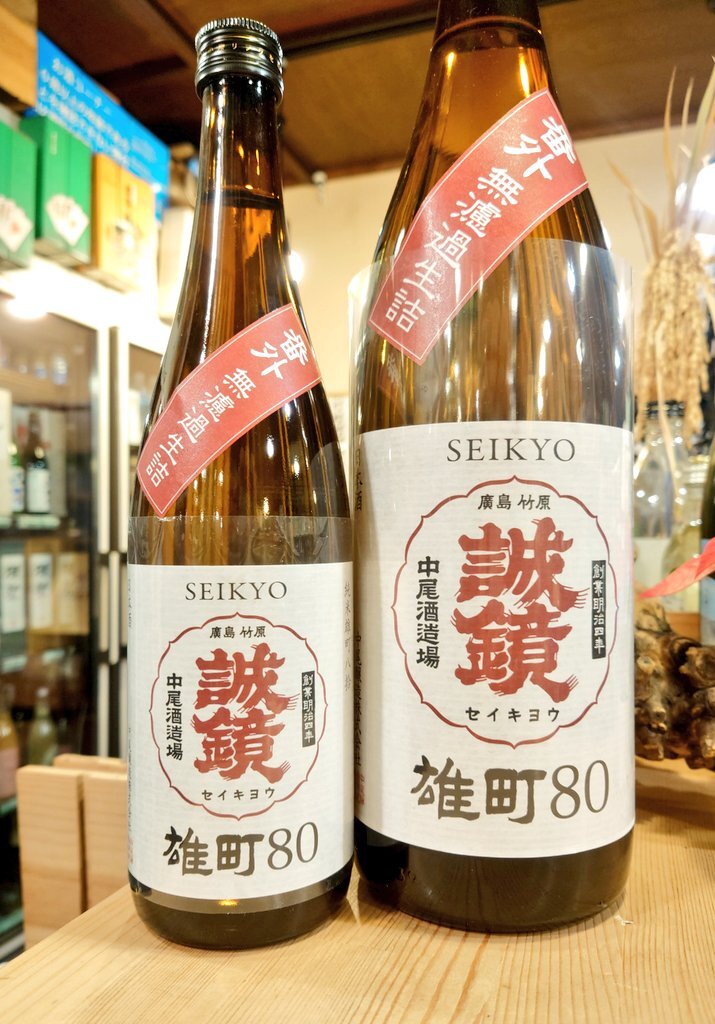 番外 無濾過生詰
SEIKYO
廣島 竹原
誠鏡
中尾酒造場
創業明治四年
セイキヨウ
雄町80
番外 無濾過生詰
SEIKYO
廣島 竹原
誠鏡
中尾酒造場
創業明治四年
セイキヨウ
雄町80